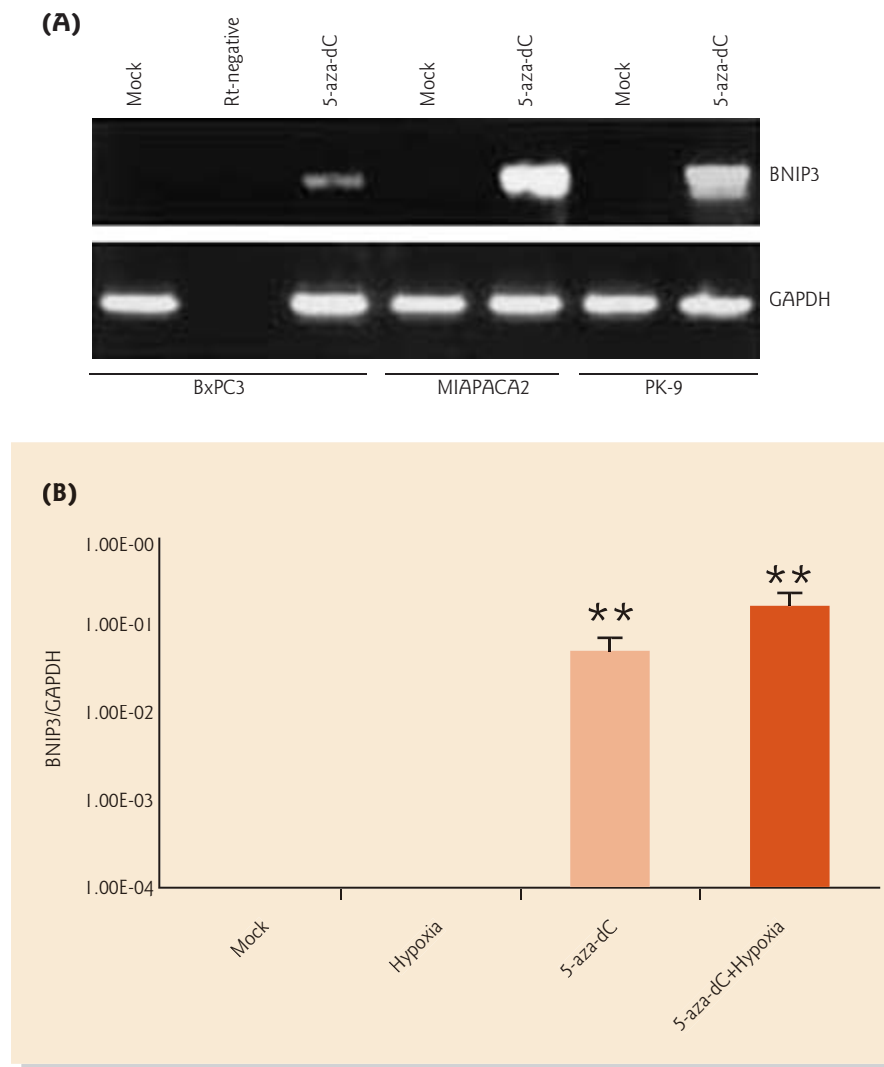 (A)
Mock
Rt-negative
5-aza-dC
Mock
5-aza-dC
Mock
5-aza-dC
BNIP3
GAPDH
BxPC3
MIAPACA2
PK-9
(B)
BNIP3/GAPDH
1.00E-00
1.00E-01
1.00E-02
1.00E-03
1.00E-04
**
**
Mock
Hypoxia
5-aza-dC
5-aza-dC+Hypoxia